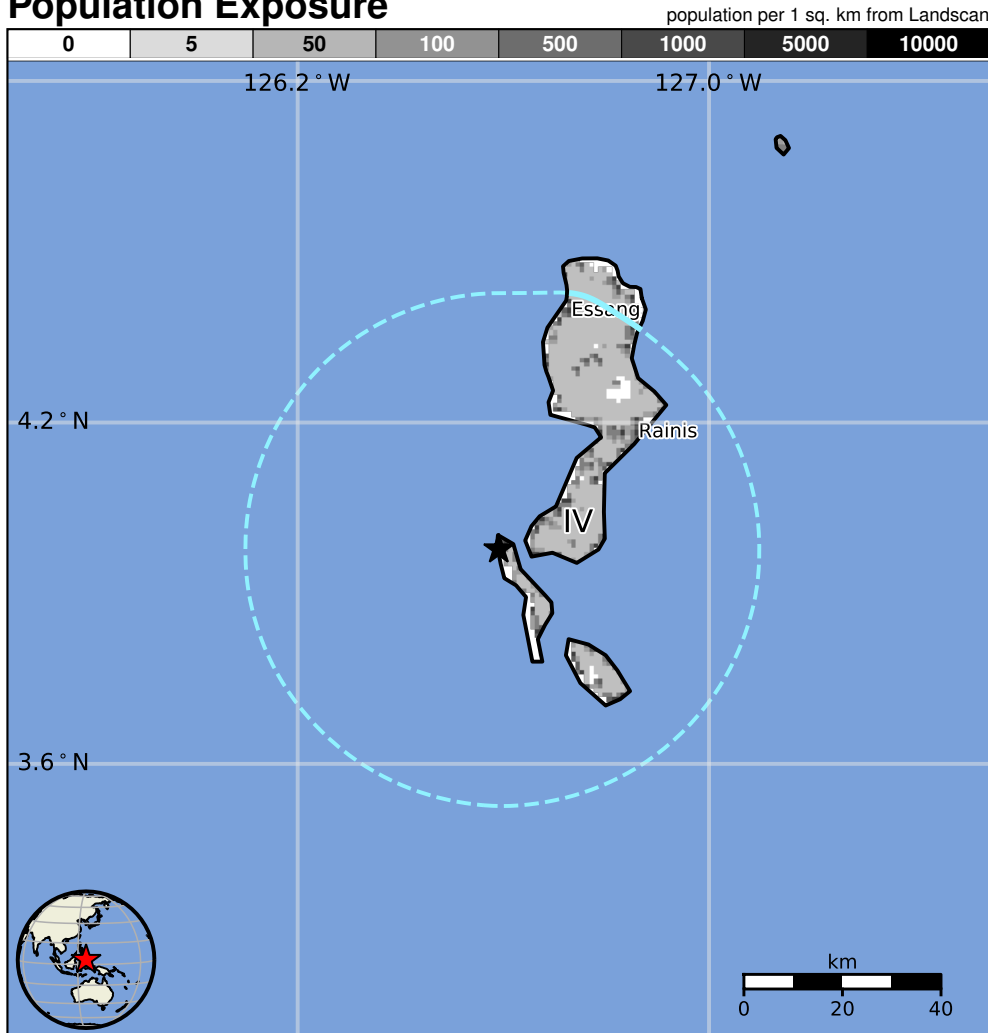 Population Exposure
population per 1 sq. km from Landscan
0 5 50 100 500 1000 5000 10000
126.2°W 127.0°W
Essang
4.2°N
Rainis
IV
3.6°N
km
0 20 40